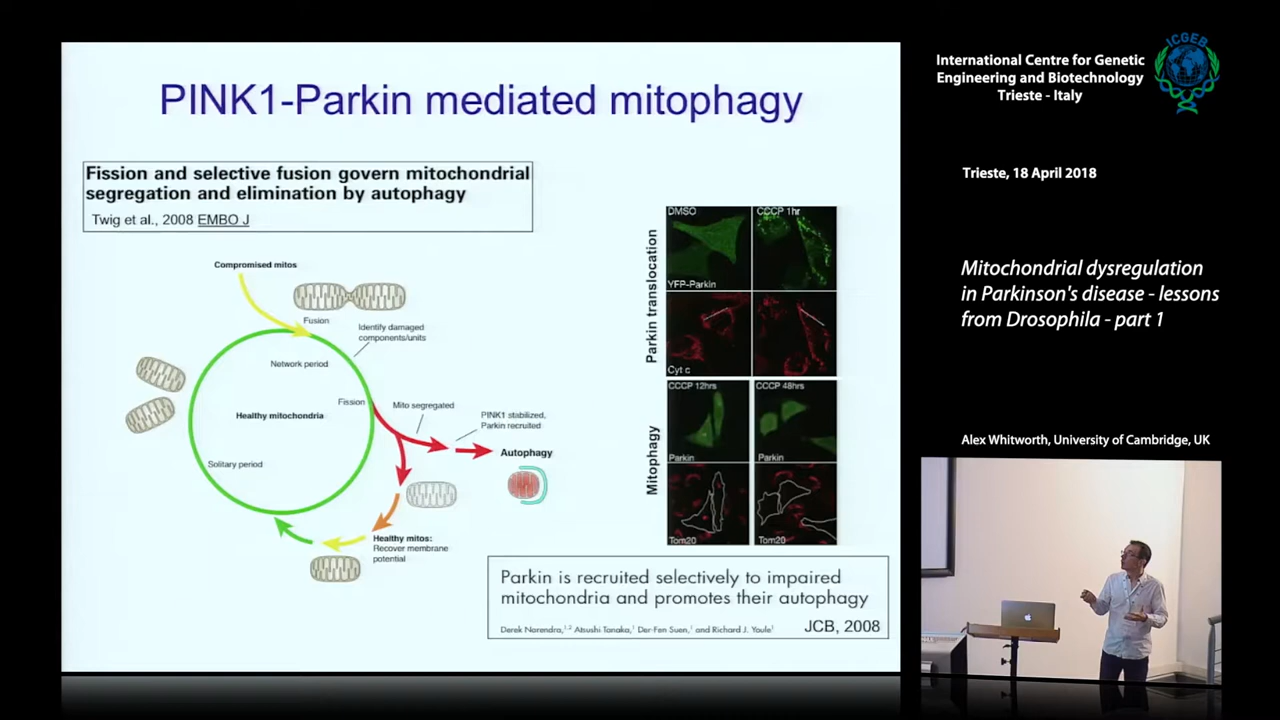 PINK1-Parkin mediated mitophagy
Fission and selective fusion govern mitochondrial
segregation and elimination by autophagy
Twig et al., 2008 EMBO J
Compromised mitos
Fusion
Identify damaged
components/units
Network period
Fission
Mito segregated
Healthy mitochondria
PINK1 stabilized,
Parkin recruited
Autophagy
Solitary period
Healthy mitos:
Recover membrane
potential
Parkin translocation
DMSO
CCCP 1hr
YFP-Parkin
Cyt c
Mitophagy
CCCP 12hrs
CCCP 48hrs
Parkin
Parkin
Tom20
Tom20
Parkin is recruited selectively to impaired
mitochondria and promotes their autophagy
Derek Narendra,1,2 Atsushi Tanaka,1 Der-Fen Suen,1 and Richard J. Youle1
JCB, 2008
International Centre for Genetic
Engineering and Biotechnology
Trieste - Italy
ICGEB
Trieste, 18 April 2018
Mitochondrial dysregulation
in Parkinson's disease - lessons
from Drosophila - part 1
Alex Whitworth, University of Cambridge, UK